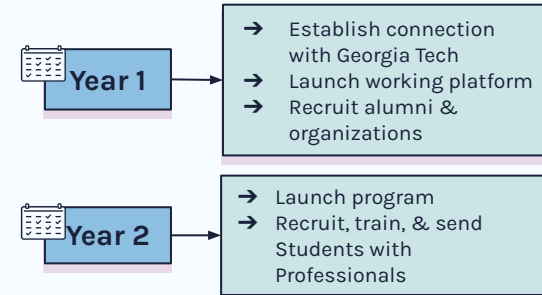 Year 1
➔ Establish connection
with Georgia Tech
➔ Launch working platform
➔ Recruit alumni &
organizations
Year 2
➔ Launch program
➔ Recruit, train, & send
Students with
Professionals